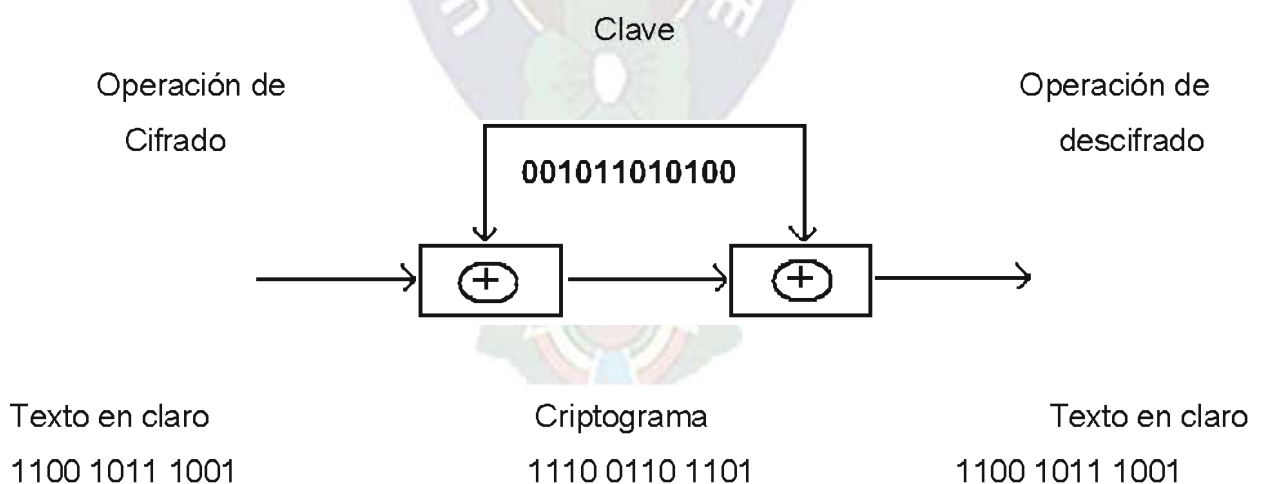 Clave
Operación de
Cifrado
Operación de
descifrado
001011010100
+
+
Texto en claro
1100 1011 1001
Criptograma
1110 0110 1101
Texto en claro
1100 1011 1001